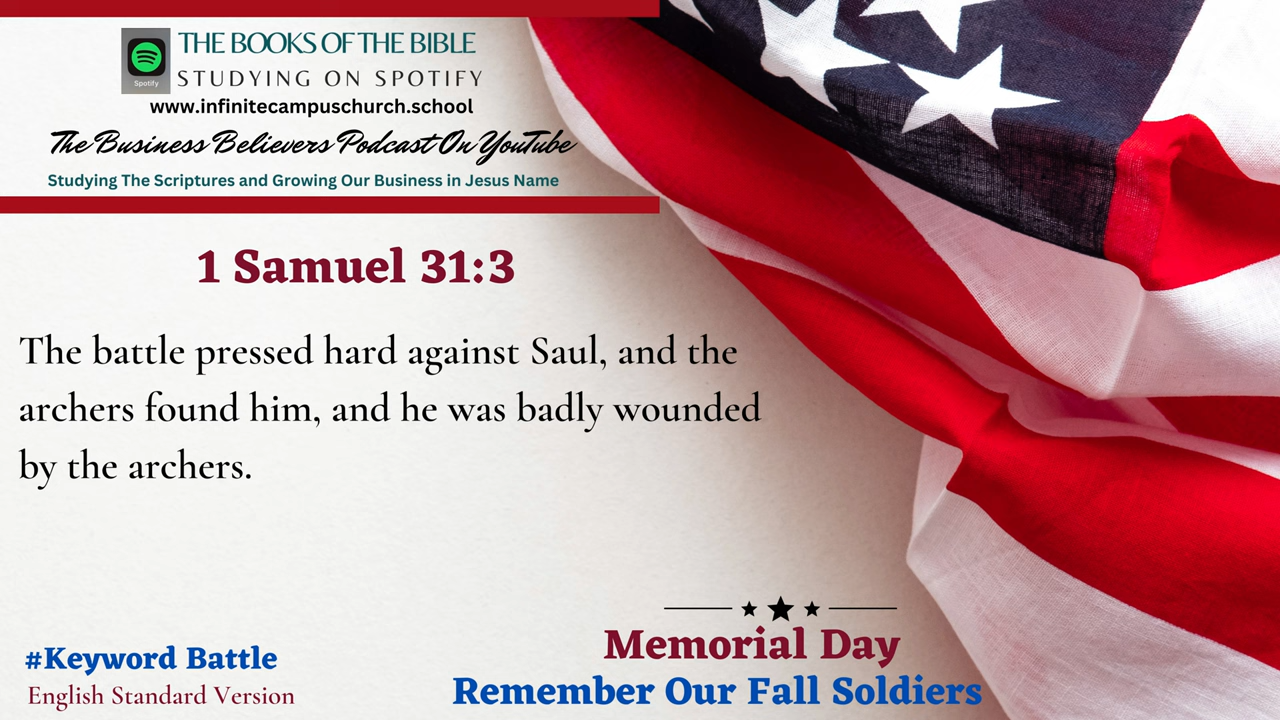 THE BOOKS OF THE BIBLE
Spotify
STUDYING ON SPOTIFY
www.infinitecampuschurch.school
The Business Believers Podcast On YouTube
Studying The Scriptures and Growing Our Business in Jesus Name
1 Samuel 31:3
The battle pressed hard against Saul, and the
archers found him, and he was badly wounded
by the archers.
#Keyword Battle
English Standard Version
Memorial Day
Remember Our Fall Soldiers